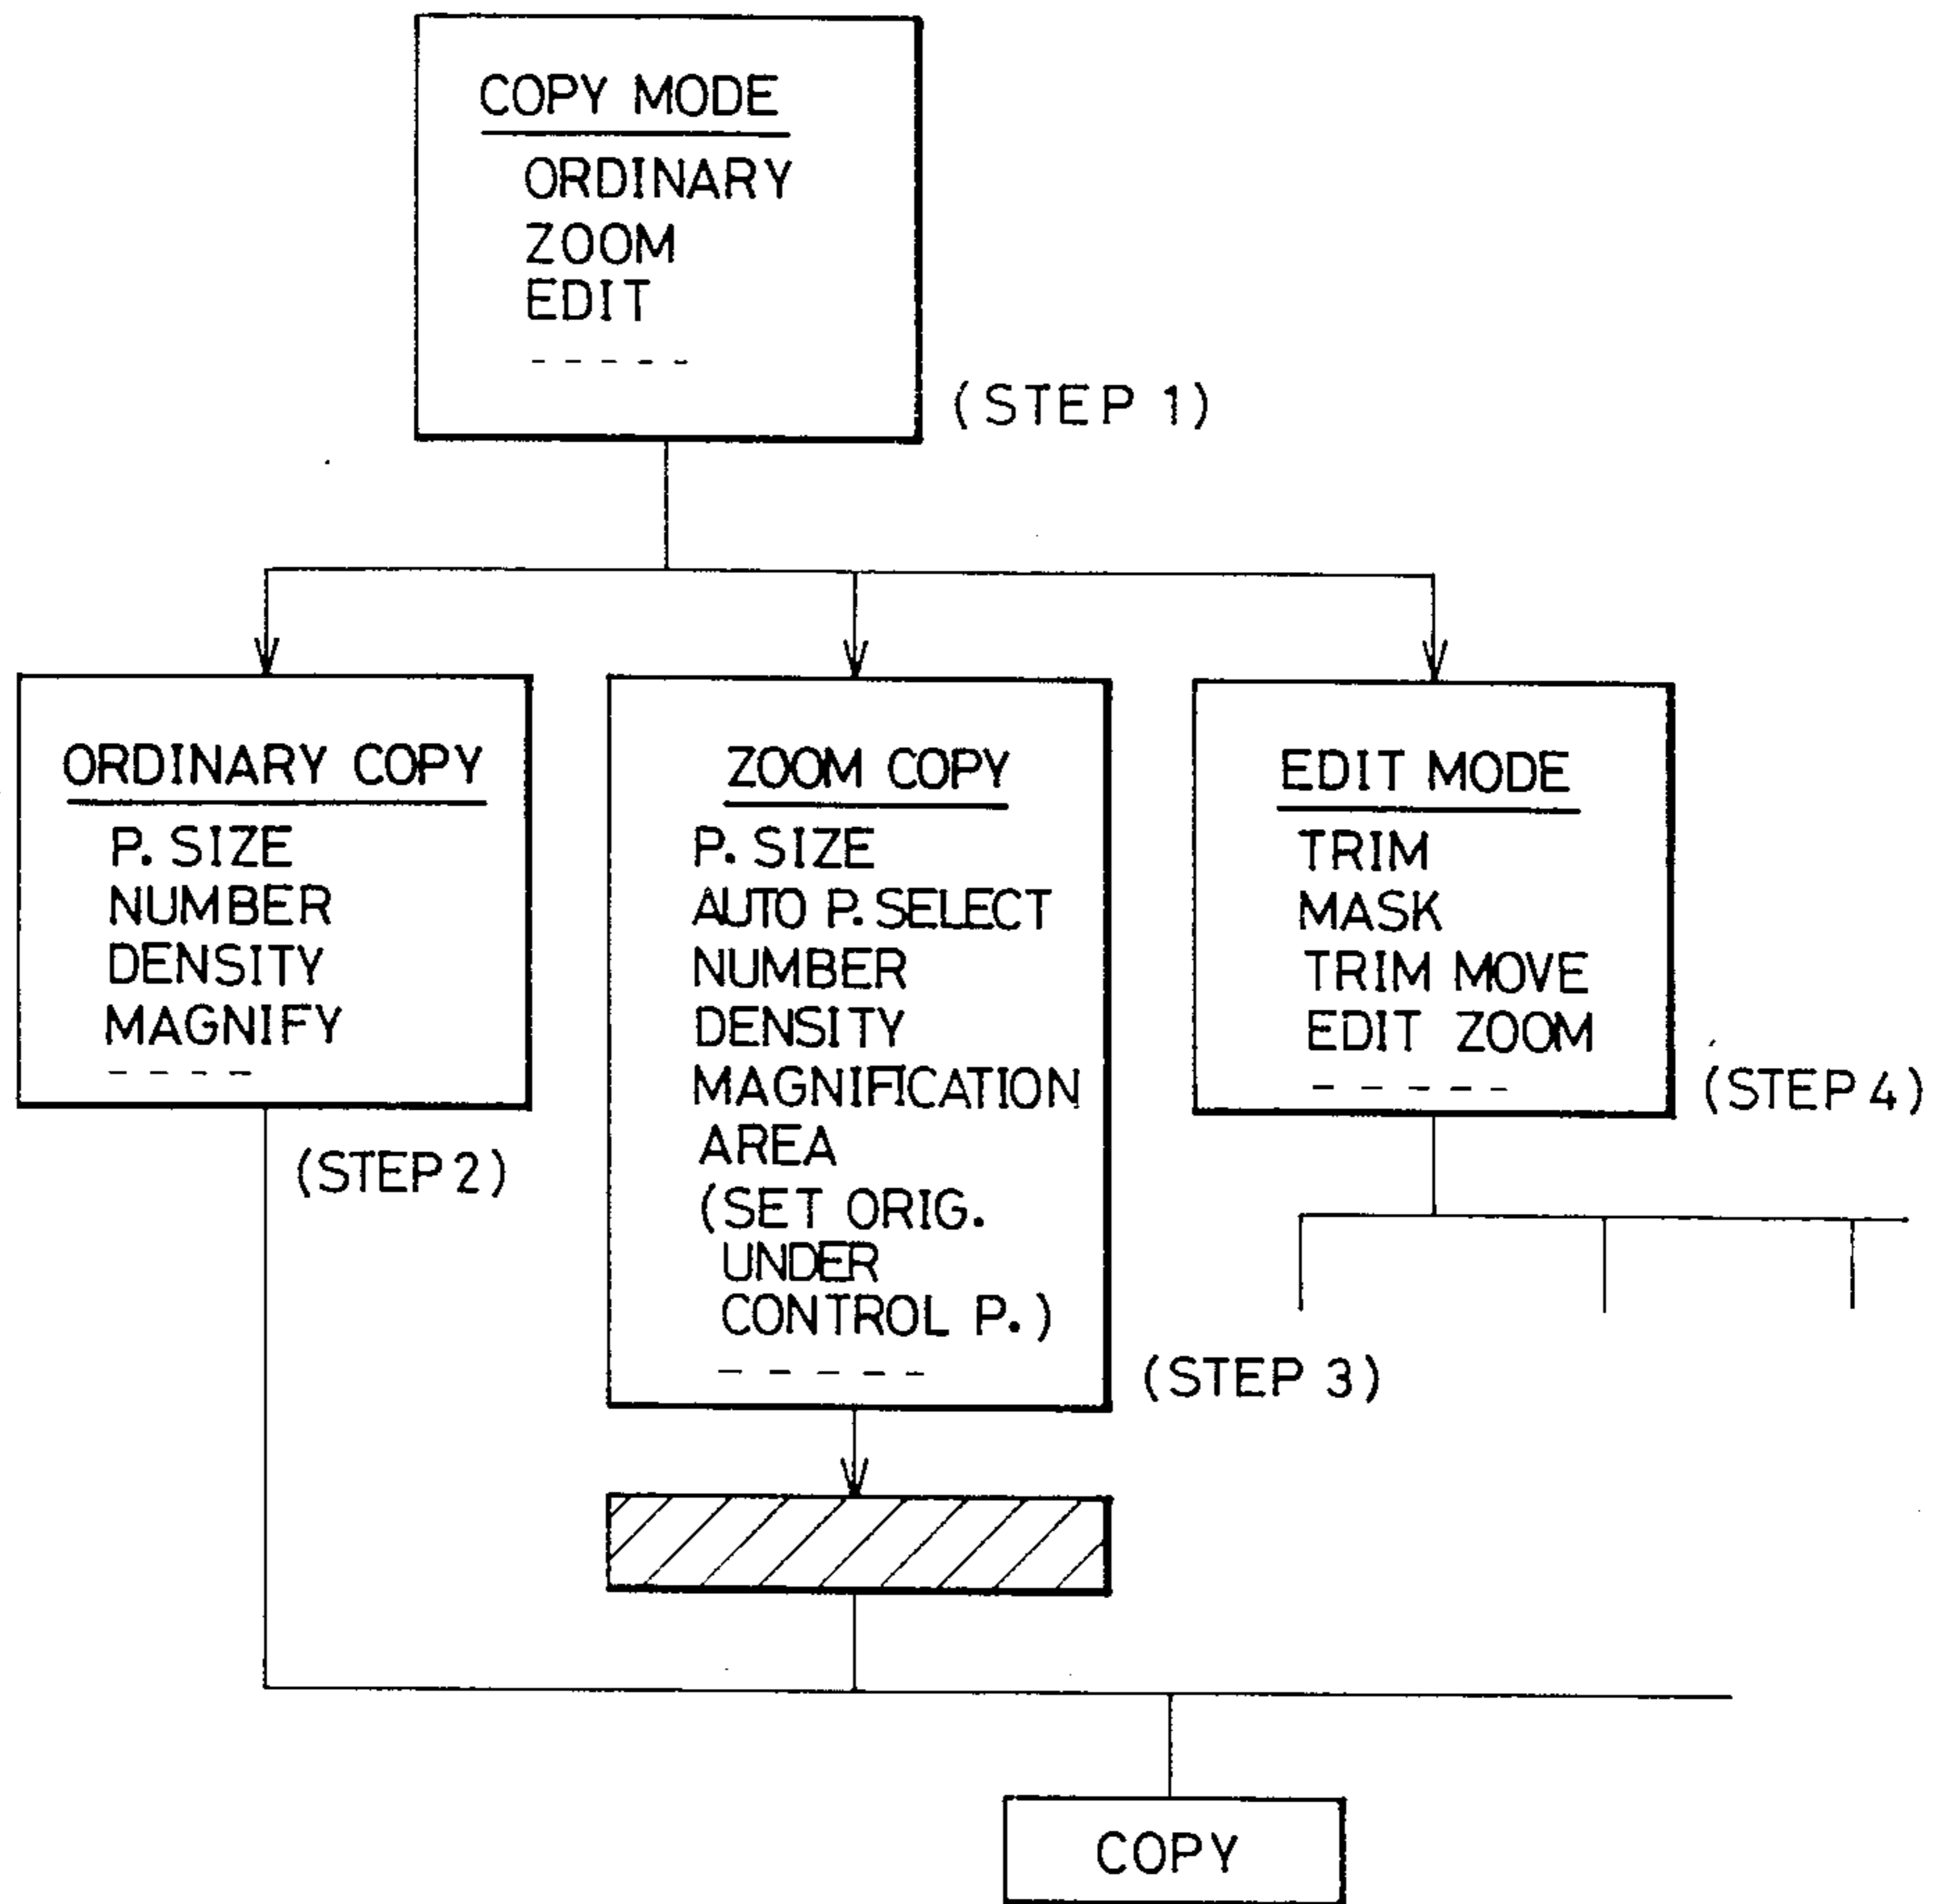 COPY MODE
ORDINARY
ZOOM
EDIT
- - - - -
(STEP 1)
ORDINARY COPY
P. SIZE
NUMBER
DENSITY
MAGNIFY
- - - -
(STEP 2)
ZOOM COPY
P. SIZE
AUTO P. SELECT
NUMBER
DENSITY
MAGNIFICATION
AREA
(SET ORIG.
UNDER
CONTROL P.)
- - - - -
(STEP 3)
EDIT MODE
TRIM
MASK
TRIM MOVE
EDIT ZOOM
- - - - -
(STEP 4)
COPY